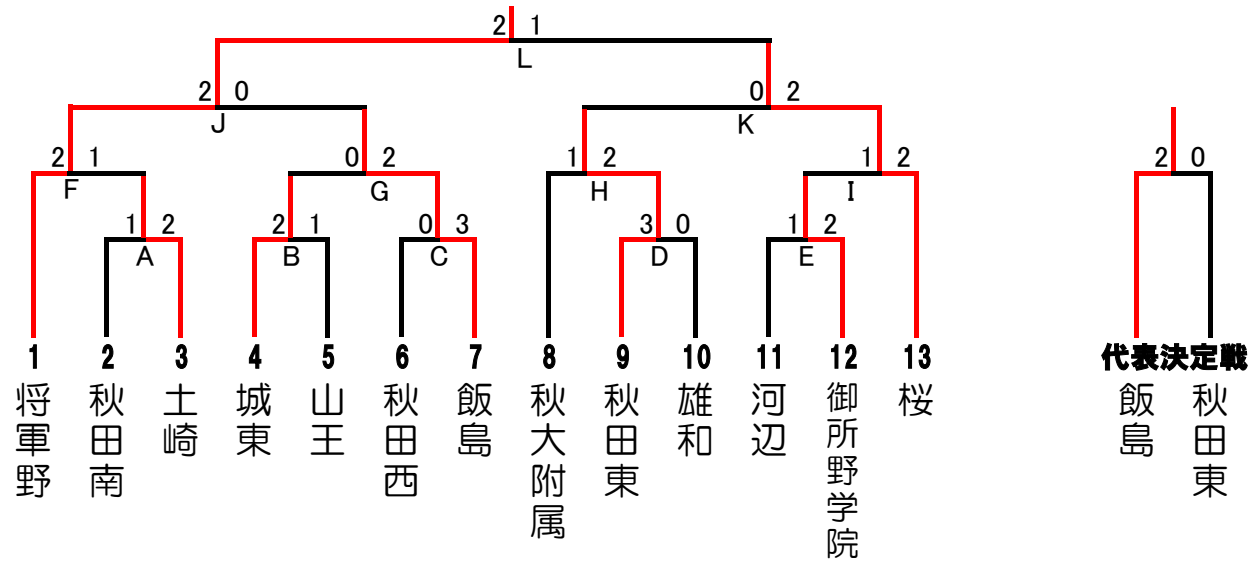 2 1
L
2 0
0 2
J
K
2 1
0 2
1 2
1 2
2 0
F
G
H
I
1 2
2 1
0 3
3 0
1 2
A
B
C
D
E
1 2 3 4 5 6 7 8 9 10 11 12 13
代表決定戦
将軍野
秋田南
土崎
城東
山王
秋田西
飯島
秋大附属
秋田東
雄和
河辺
御所野学院
桜
飯島
秋田東